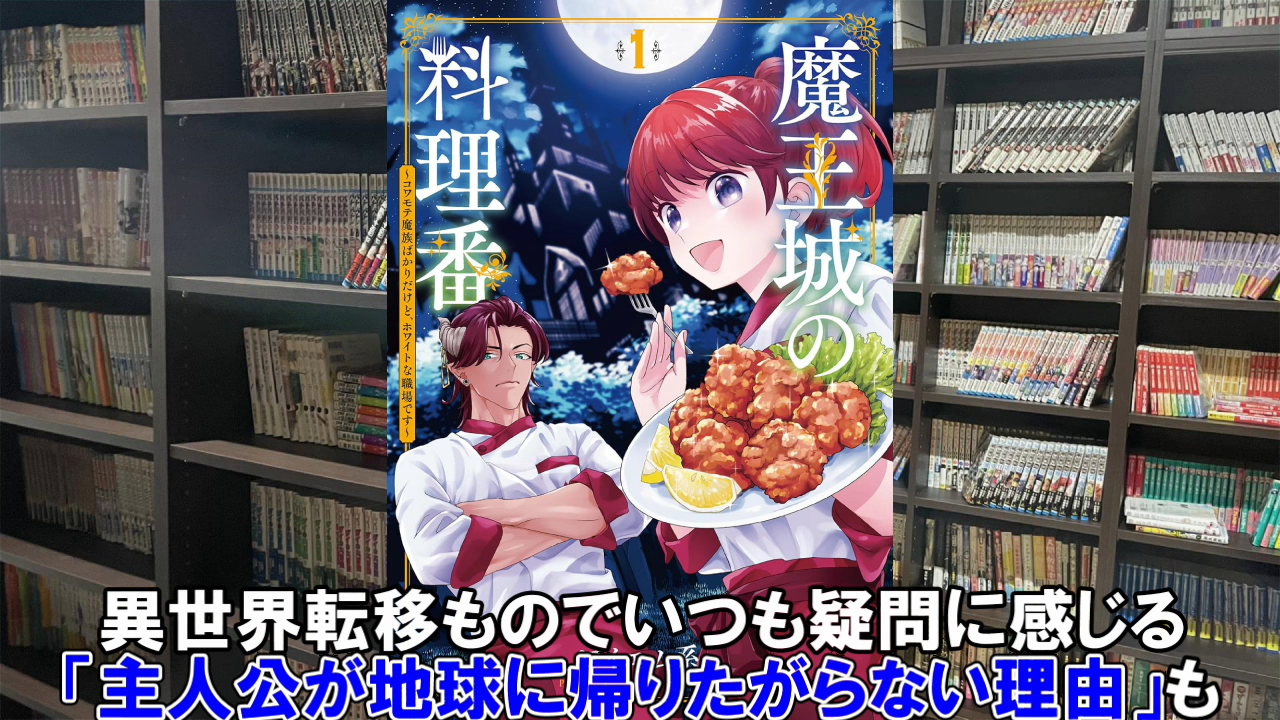 1
魔王城の
料理番
～コワモテ魔族ばかりだけど、ホワイトな職場です～
異世界転移ものでいつも疑問に感じる
「主人公が地球に帰りたがらない理由」も